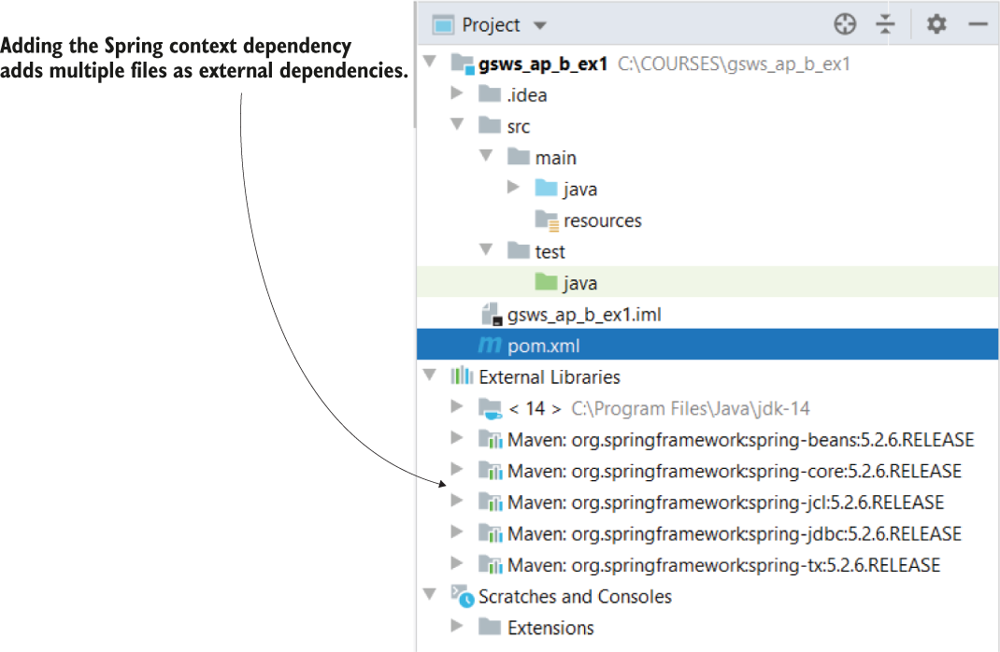 Project
Adding the Spring context dependency
adds multiple files as external dependencies.
gsws_ap_b_ex1 C:\COURSES\gsws_ap_b_ex1
.idea
src
main
java
resources
test
java
gsws_ap_b_ex1.iml
m pom.xml
External Libraries
< 14 > C:\Program Files\Java\jdk-14
Maven: org.springframework:spring-beans:5.2.6.RELEASE
Maven: org.springframework:spring-core:5.2.6.RELEASE
Maven: org.springframework:spring-jcl:5.2.6.RELEASE
Maven: org.springframework:spring-jdbc:5.2.6.RELEASE
Maven: org.springframework:spring-tx:5.2.6.RELEASE
Scratches and Consoles
Extensions